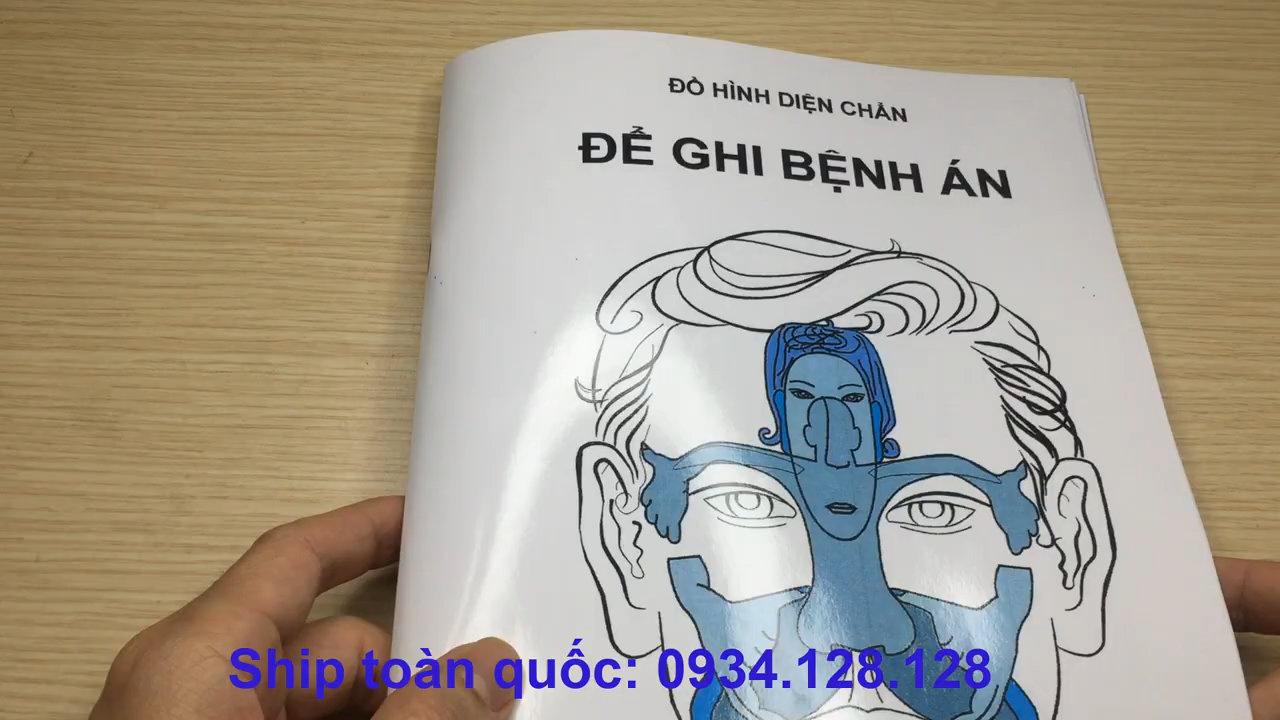 ĐỒ HÌNH DIỆN CHẨN
ĐỂ GHI BỆNH ÁN
Ship toàn quốc: 0934.128.128